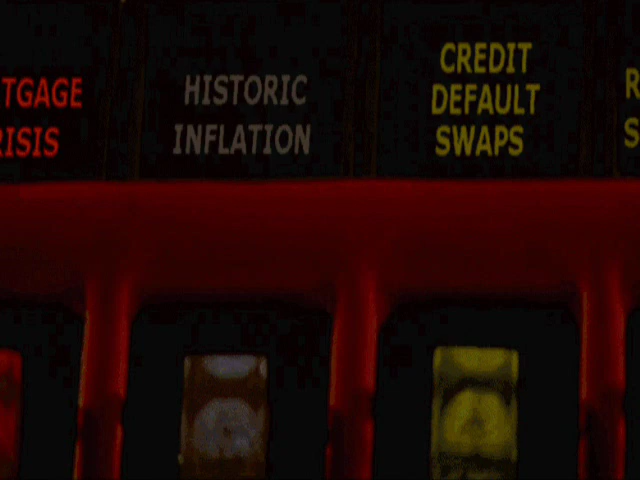 TGAGE
RISIS
HISTORIC
INFLATION
CREDIT
DEFAULT
SWAPS
R
S